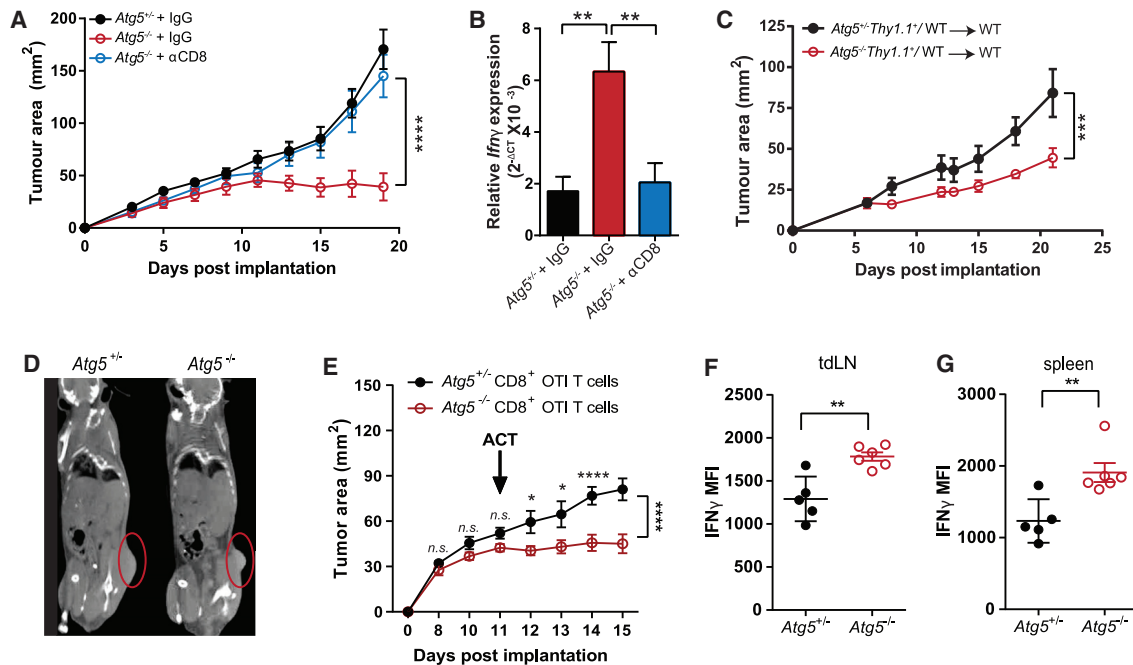 A
Atg5+/- + IgG
Atg5-/- + IgG
Atg5-/- + αCD8
Tumour area (mm2)
200
150
100
50
0
0 5 10 15 20
Days post implantation
****
B
** **
Relative Ifnγ expression
(2-ΔCT X10-3)
8
6
4
2
0
Atg5+/- + IgG
Atg5-/- + IgG
Atg5-/- + αCD8
C
Atg5+/-Thy1.1+/ WT → WT
Atg5-/-Thy1.1+/ WT → WT
Tumour area (mm2)
125
100
75
50
25
0
0 5 10 15 20 25
Days post implantation
***
D
Atg5+/- Atg5-/-
E
Atg5+/- CD8+ OTI T cells
Atg5-/- CD8+ OTI T cells
ACT
Tumor area (mm2)
150
120
90
60
30
0
n.s. n.s. n.s. * * ****
****
0 8 10 11 12 13 14 15
Days post implantation
F
tdLN
**
IFNγ MFI
2500
2000
1500
1000
500
0
Atg5+/- Atg5-/-
G
spleen
**
IFNγ MFI
3000
2000
1000
0
Atg5+/- Atg5-/-